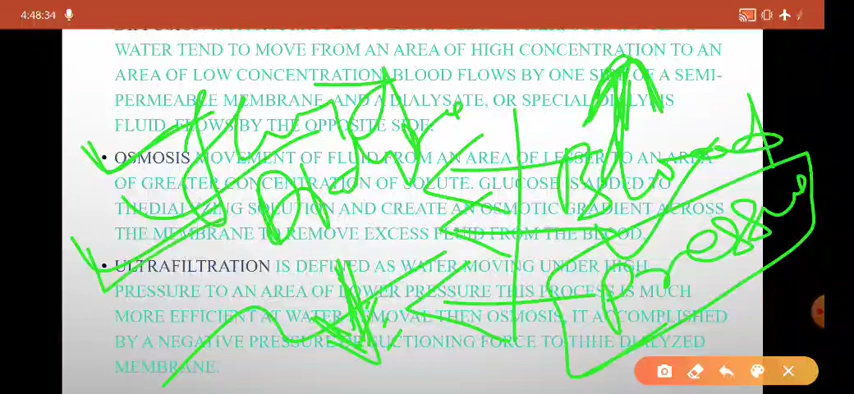 4:48:34
WATER TEND TO MOVE FROM AN AREA OF HIGH CONCENTRATION TO AN
AREA OF LOW CONCENTRATION, BLOOD FLOWS BY ONE SIDE OF A SEMI-
PERMEABLE MEMBRANE, AND A DIALYSATE, OR SPECIAL DIALYSIS
FLUID, FLOWS BY THE OPPOSITE SIDE.
• OSMOSIS MOVEMENT OF FLUID FROM AN AREA OF LESSER TO AN AREA
OF GREATER CONCENTRATION OF SOLUTE. GLUCOSE IS ADDED TO
THEDIALYZING SOLUTION AND CREATE AN OSMOTIC GRADIENT ACROSS
THE MEMBRANE TO REMOVE EXCESS FLUID FROM THE BLOOD.
• ULTRAFILTRATION IS DEFINED AS WATER MOVING UNDER HIGH
PRESSURE TO AN AREA OF LOWER PRESSURE THIS PROCESS IS MUCH
MORE EFFICIENT AT WATER REMOVAL THEN OSMOSIS, IT ACCOMPLISHED
BY A NEGATIVE PRESSURE OR SUCTIONING FORCE TO THHE DIALYZED
MEMBRANE.
Pressure